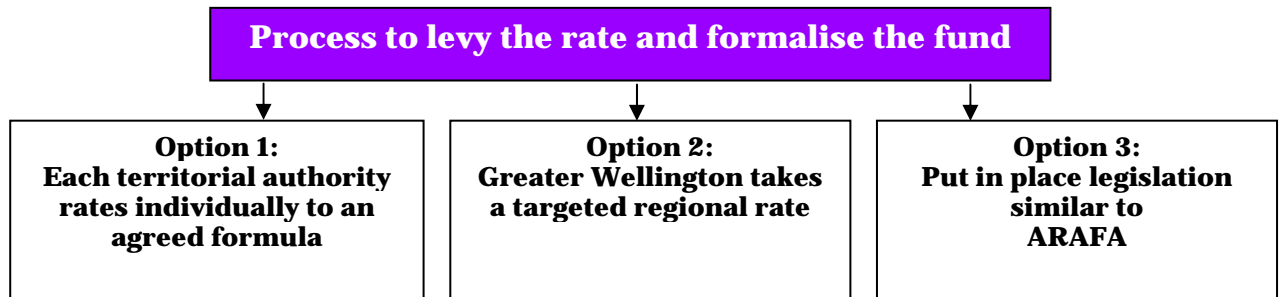 Process to levy the rate and formalise the fund
Option 1:
Each territorial authority
rates individually to an
agreed formula
Option 2:
Greater Wellington takes
a targeted regional rate
Option 3:
Put in place legislation
similar to
ARAFA